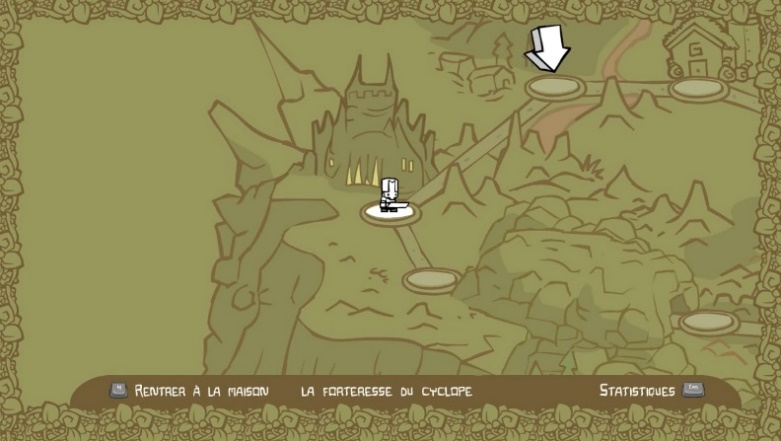 RENTRER À LA MAISON LA FORTERESSE DU CYCLOPE STATISTIQUES